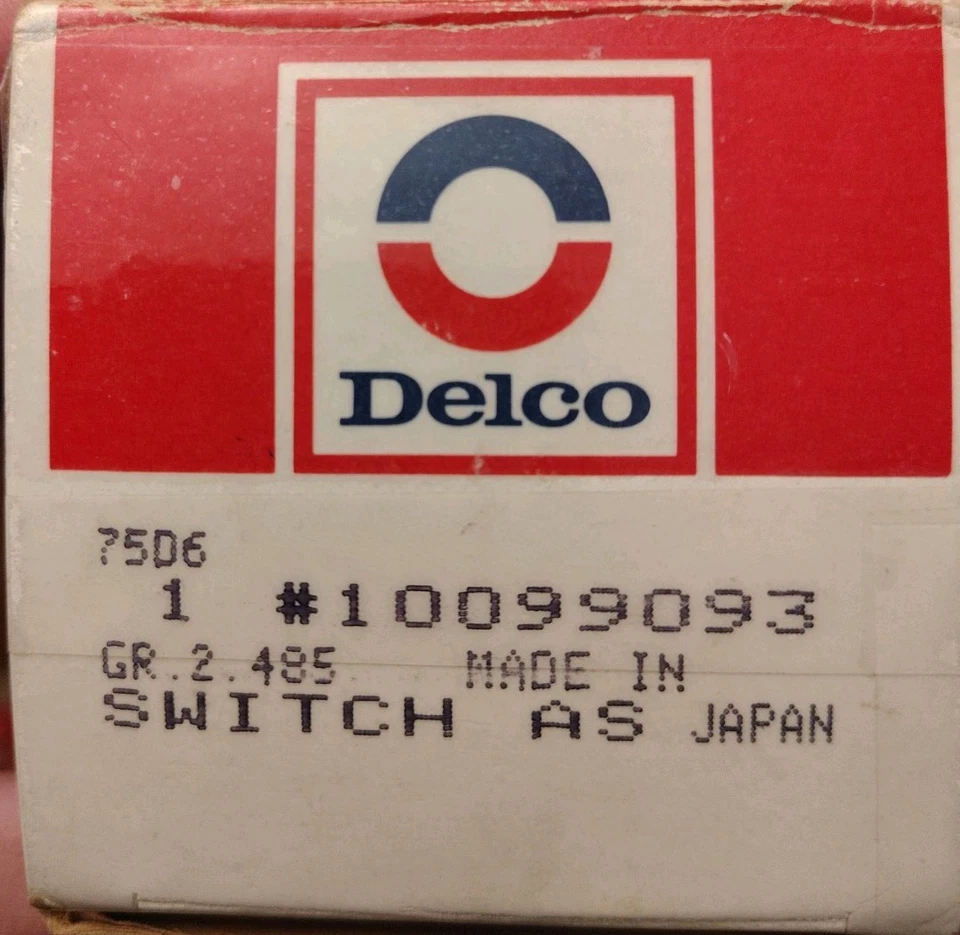 Delco
75D6
1 #10099093
GR.2.485 MADE IN
SWITCH AS JAPAN